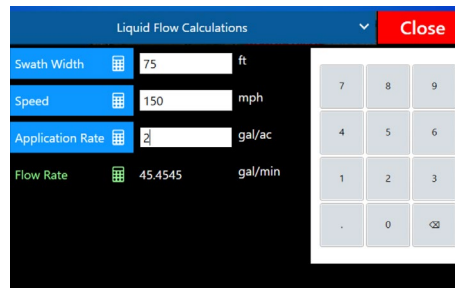 Liquid Flow Calculations Close
Swath Width 75 ft
Speed 150 mph
Application Rate 2 gal/ac
Flow Rate 45.4545 gal/min
7 8 9
4 5 6
1 2 3
. 0